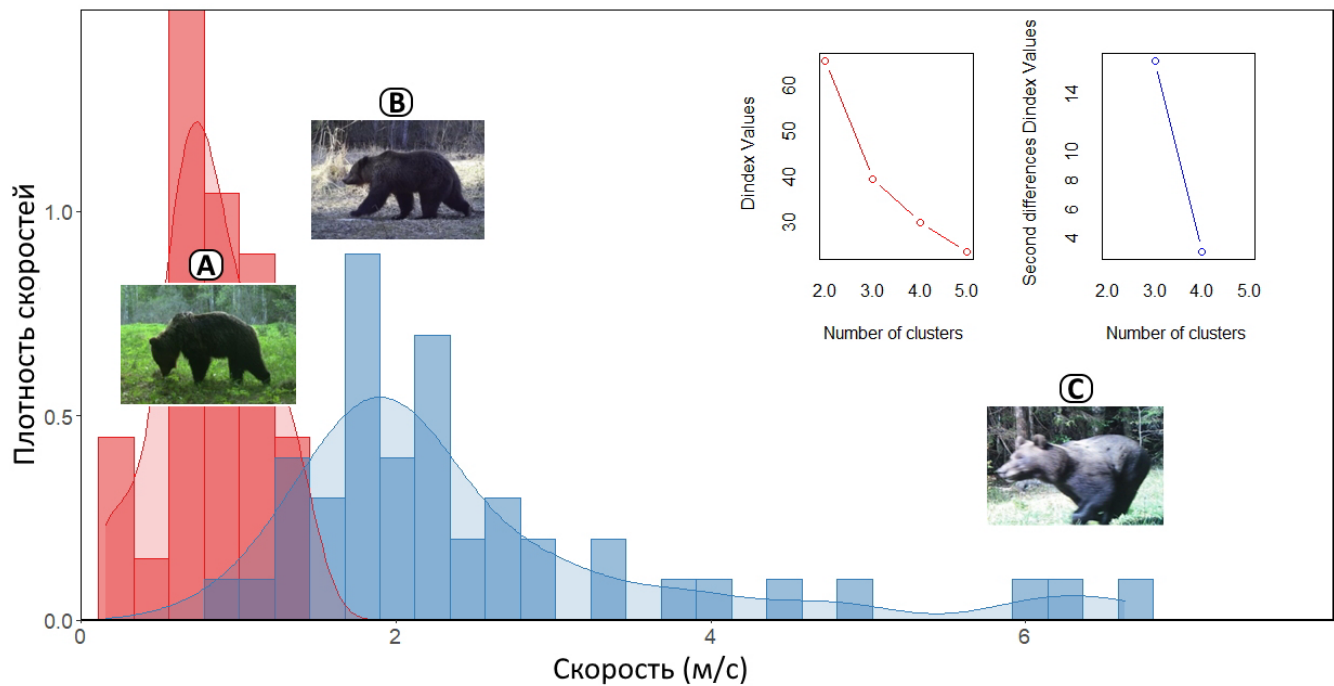 Плотность скоростей
1.0
0.5
0.0
0
2
4
6
Скорость (м/с)
A
B
C
Dindex Values
60
50
40
30
2.0 3.0 4.0 5.0
Number of clusters
Second differences Dindex Values
14
10
8
6
4
2.0 3.0 4.0 5.0
Number of clusters